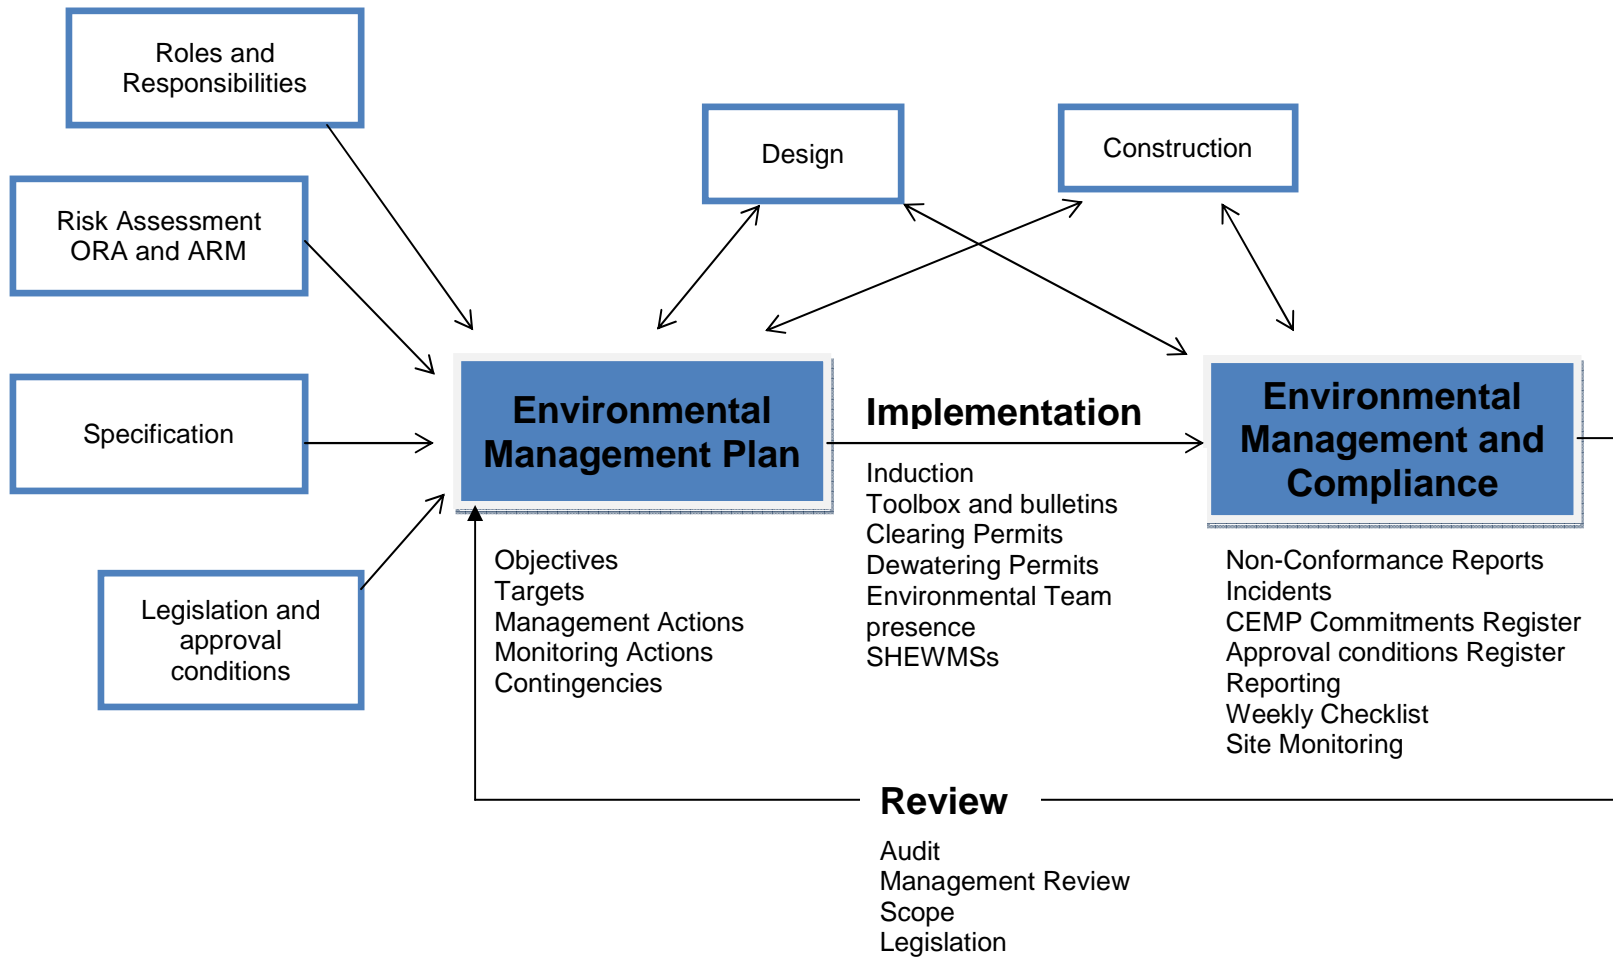 Roles and
Responsibilities
Risk Assessment
ORA and ARM
Specification
Legislation and
approval
conditions
Design
Construction
Environmental
Management Plan
Objectives
Targets
Management Actions
Monitoring Actions
Contingencies
Implementation
Induction
Toolbox and bulletins
Clearing Permits
Dewatering Permits
Environmental Team
presence
SHEWMSs
Environmental
Management and
Compliance
Non-Conformance Reports
Incidents
CEMP Commitments Register
Approval conditions Register
Reporting
Weekly Checklist
Site Monitoring
Review
Audit
Management Review
Scope
Legislation